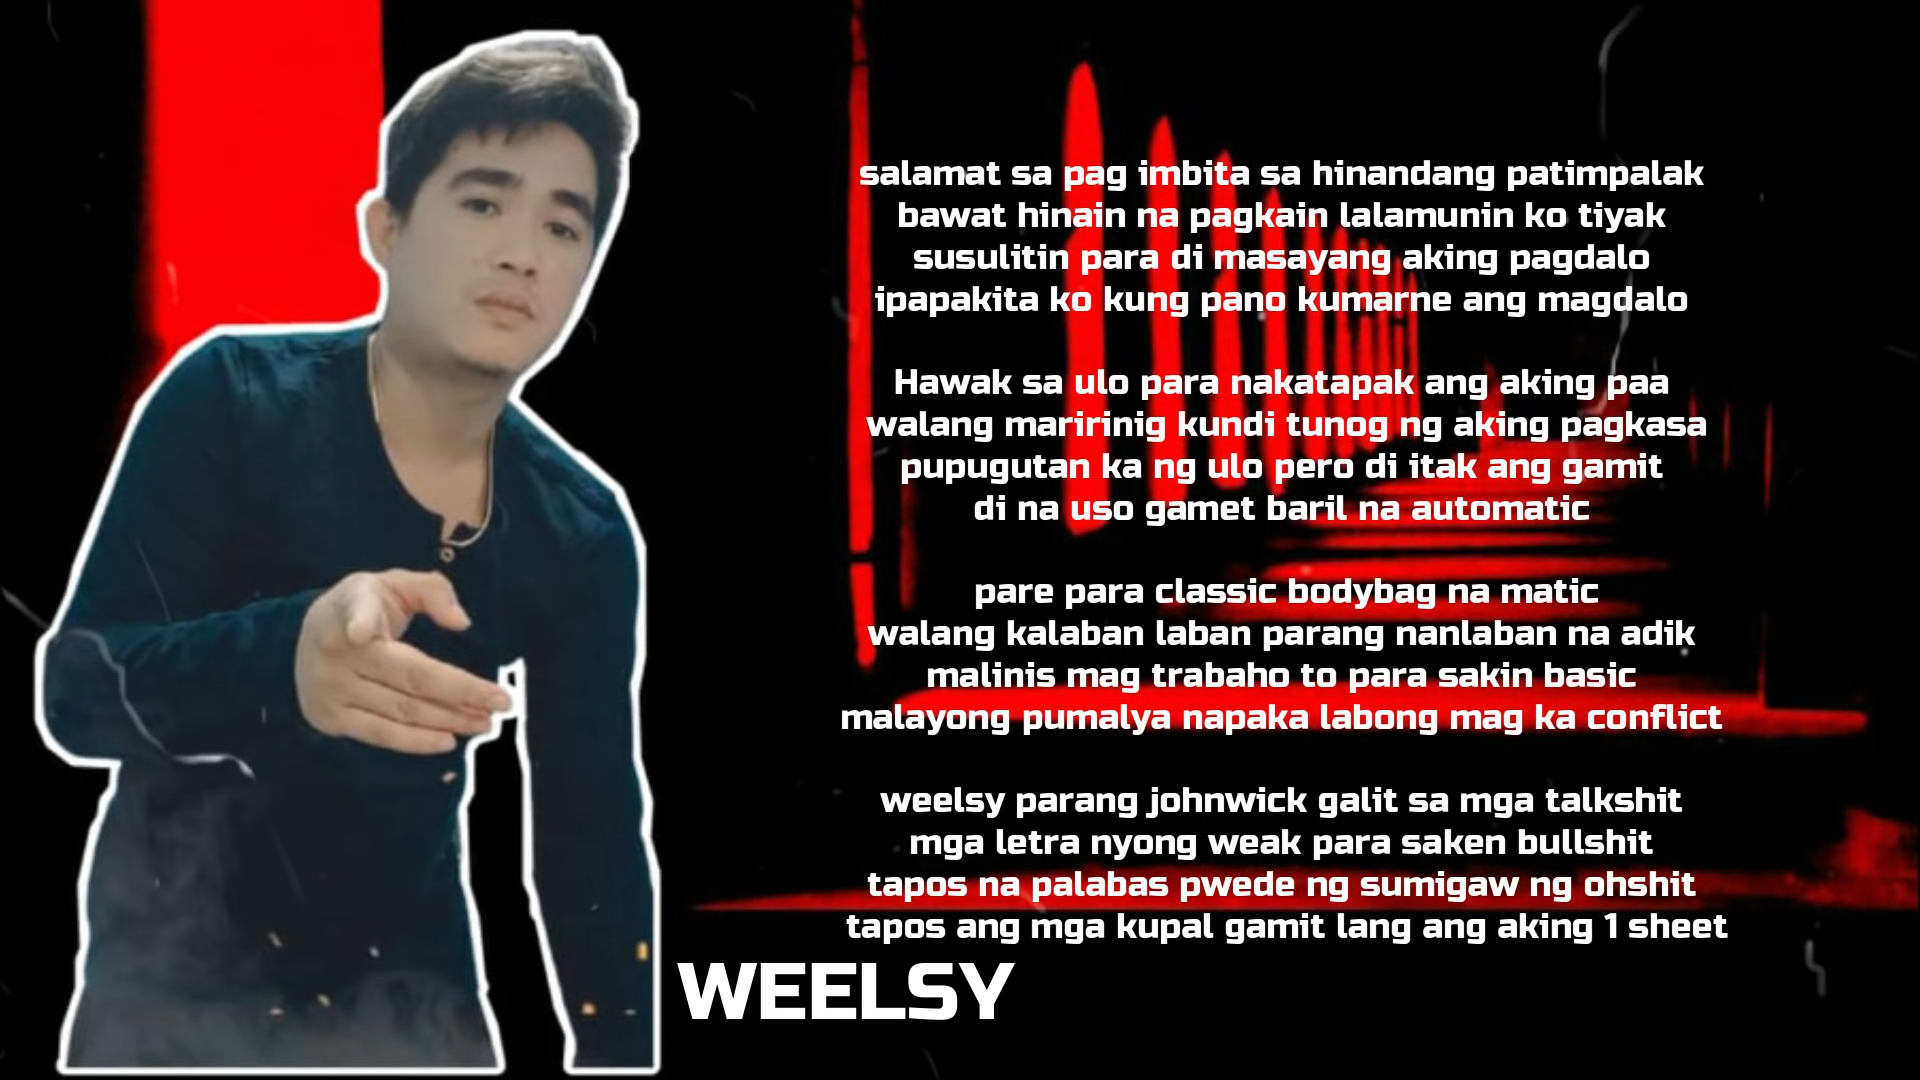 salamat sa pag imbita sa hinandang patimpalak
bawat hinain na pagkain lalamunin ko tiyak
susulitin para di masayang aking pagdalo
ipapakita ko kung pano kumarne ang magdalo
Hawak sa ulo para nakatapak ang aking paa
walang maririnig kundi tunog ng aking pagkasa
pupugutan ka ng ulo pero di itak ang gamit
di na uso gamet baril na automatic
pare para classic bodybag na matic
walang kalaban laban parang nanlaban na adik
malinis mag trabaho to para sakin basic
malayong pumalya napaka labong mag ka conflict
weelsy parang johnwick galit sa mga talkshit
mga letra nyong weak para saken bullshit
tapos na palabas pwede ng sumigaw ng ohshit
tapos ang mga kupal gamit lang ang aking 1 sheet
WEELSY